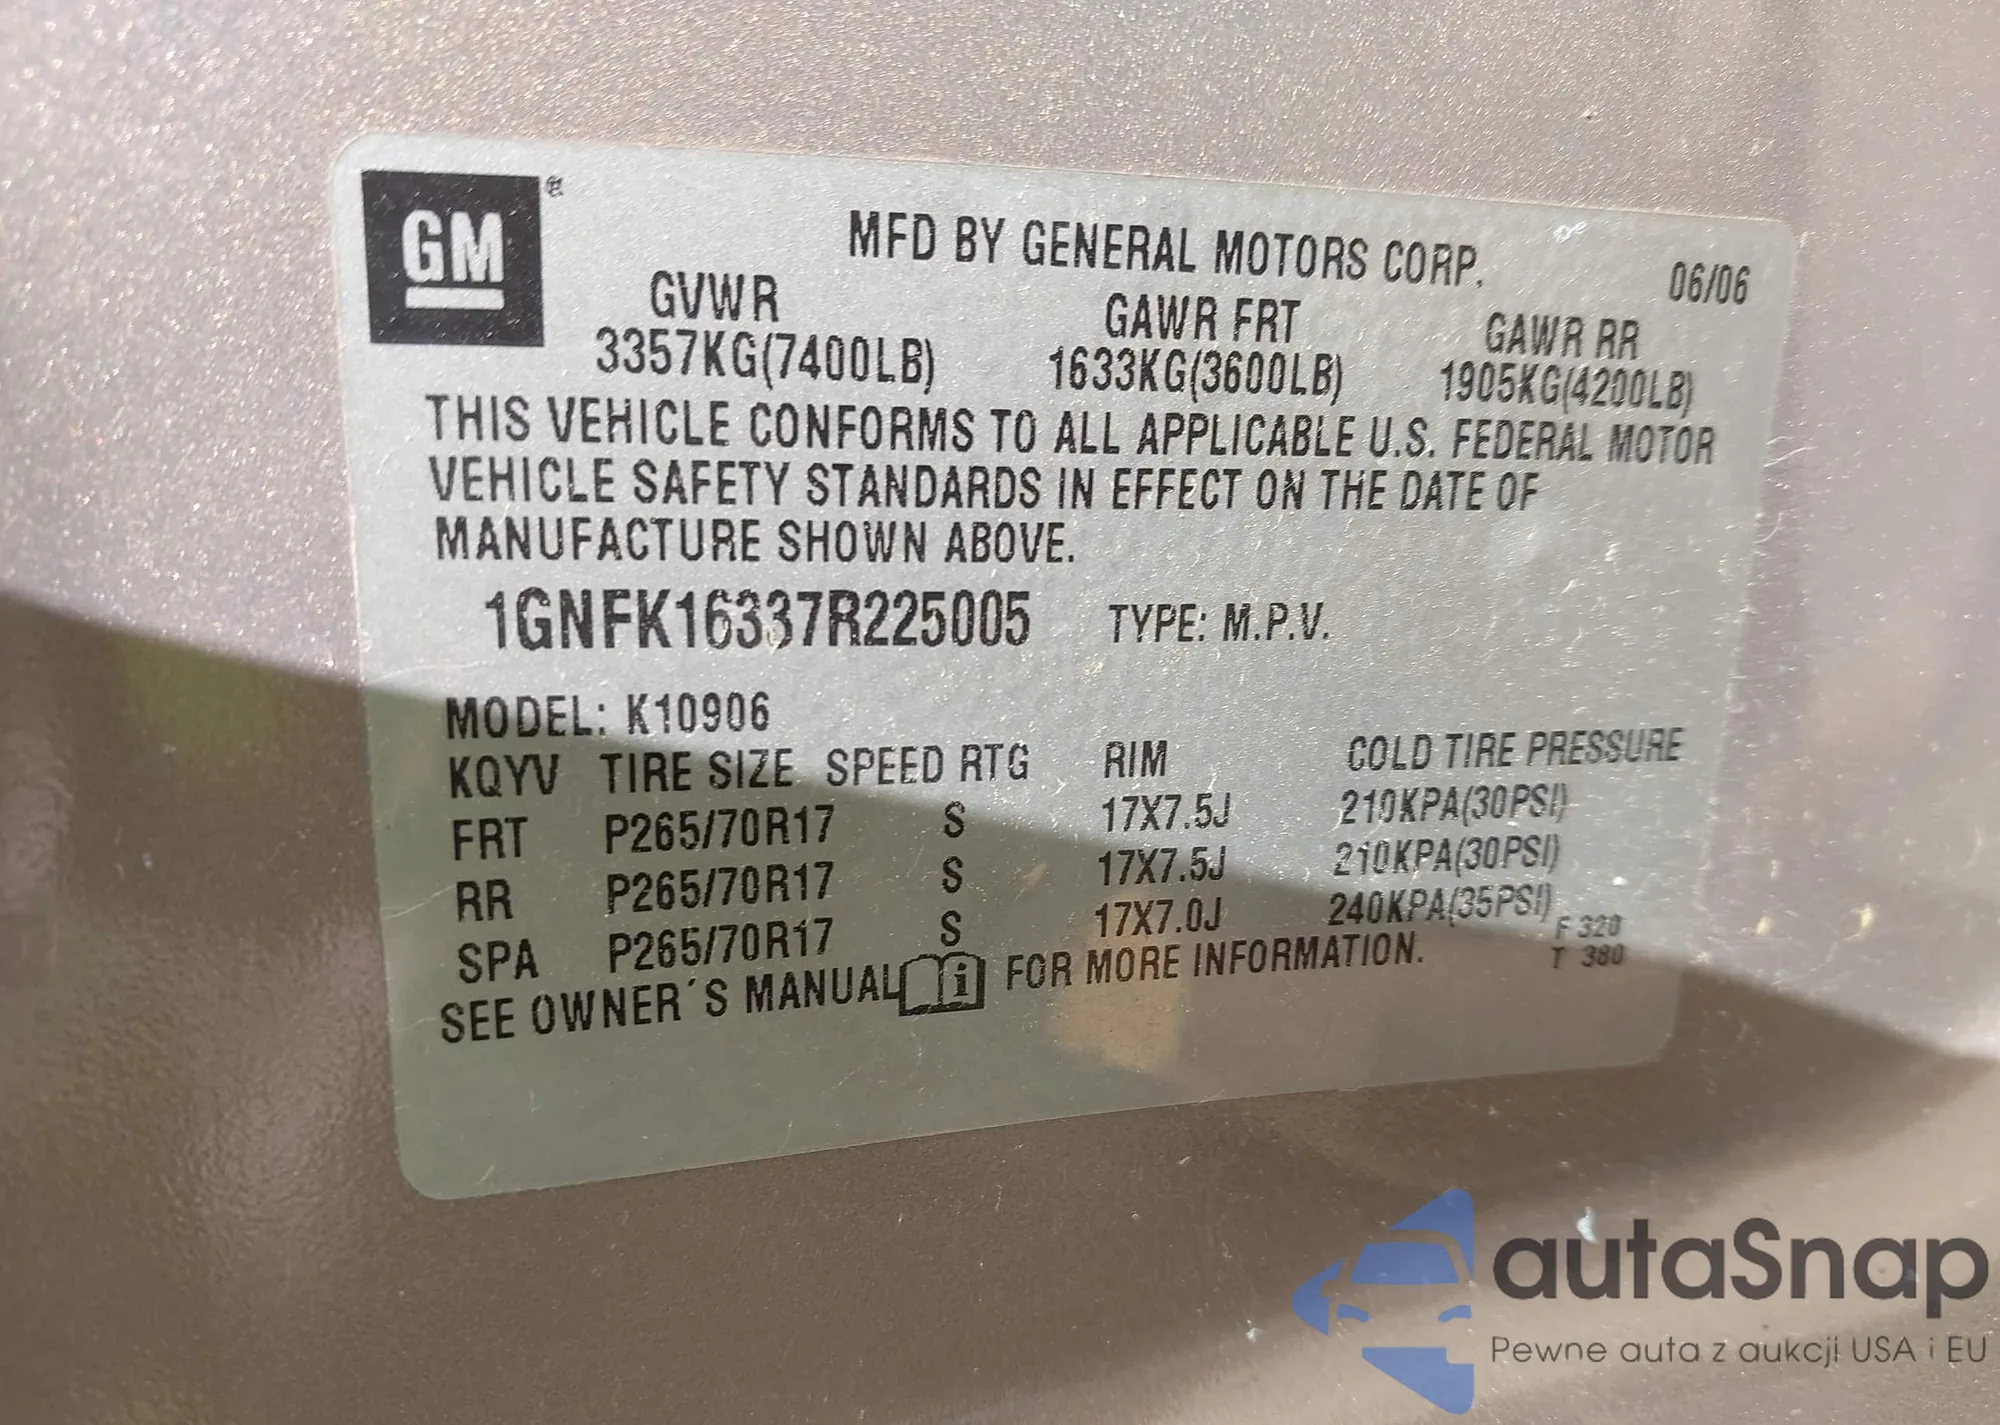 GM ®
MFD BY GENERAL MOTORS CORP. 06/06
GVWR GAWR FRT GAWR RR
3357KG(7400LB) 1633KG(3600LB) 1905KG(4200LB)
THIS VEHICLE CONFORMS TO ALL APPLICABLE U.S. FEDERAL MOTOR
VEHICLE SAFETY STANDARDS IN EFFECT ON THE DATE OF
MANUFACTURE SHOWN ABOVE.
1GNFK16337R225005 TYPE: M.P.V.
MODEL: K10906
KQYV TIRE SIZE SPEED RTG RIM COLD TIRE PRESSURE
FRT P265/70R17 S 17X7.5J 210KPA(30PSI)
RR P265/70R17 S 17X7.5J 210KPA(30PSI)
SPA P265/70R17 S 17X7.0J 240KPA(35PSI)
F 320
T 380
SEE OWNER´S MANUAL i FOR MORE INFORMATION.
autaSnap
Pewne auta z aukcji USA i EU